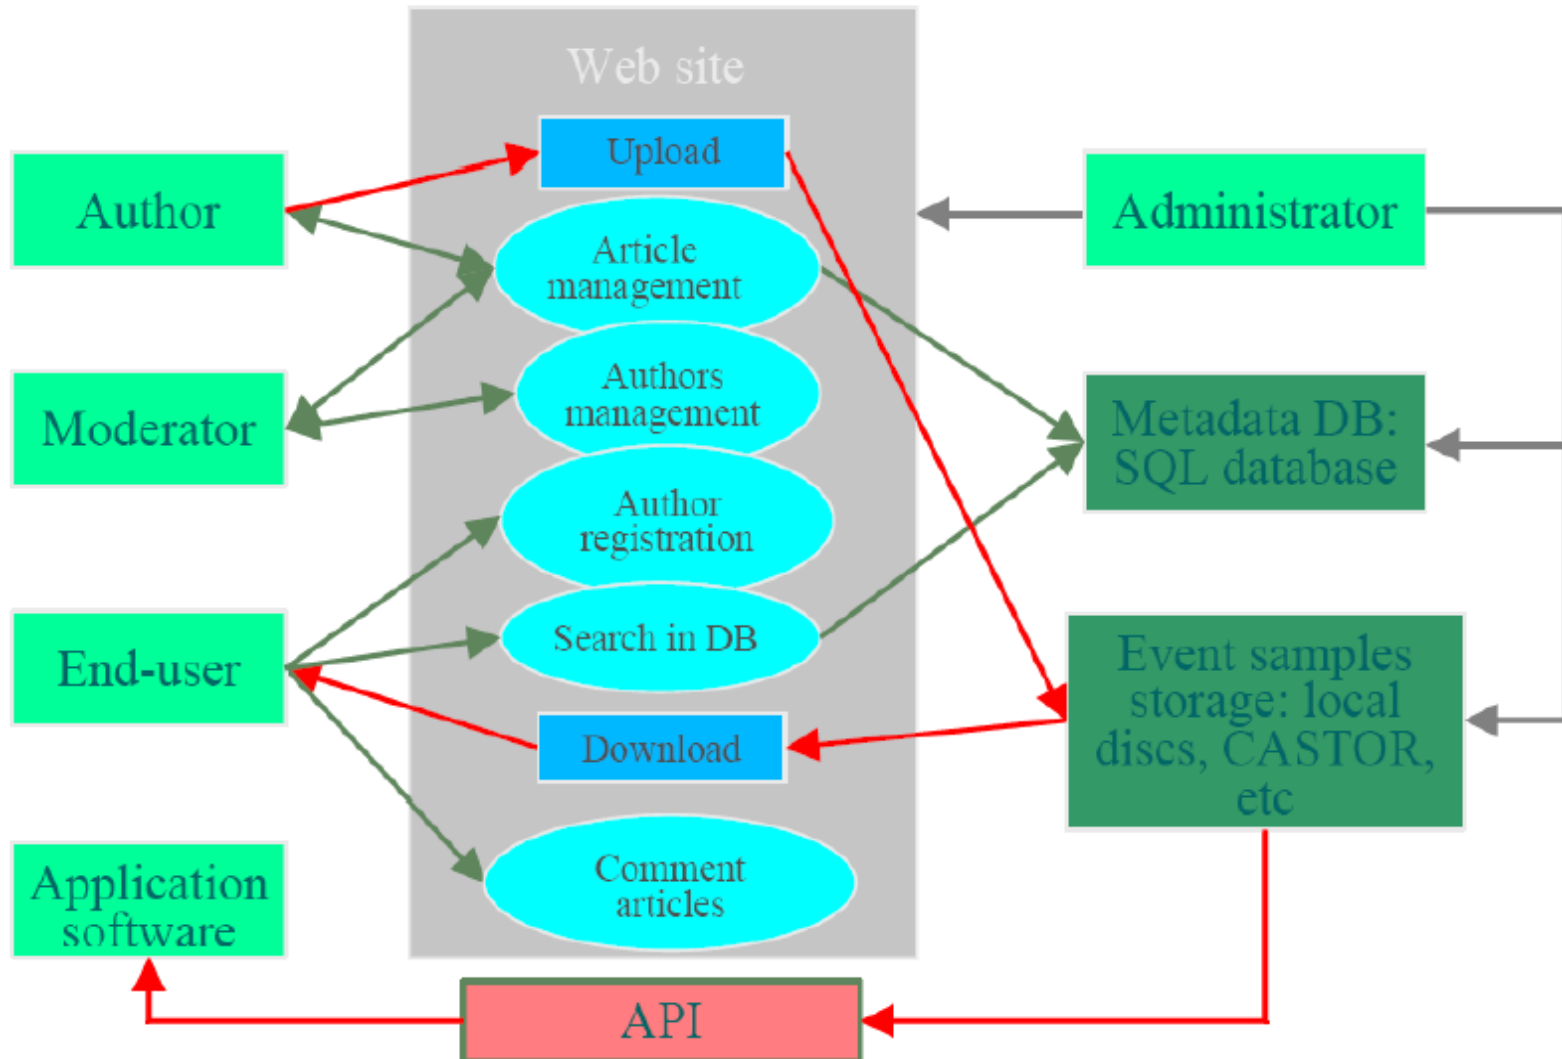 Web site
Upload
Author
Administrator
Article
management
Authors
management
Moderator
Metadata DB:
SQL database
Author
registration
Search in DB
End-user
Event samples
storage: local
discs, CASTOR,
etc
Download
Comment
articles
Application
software
API